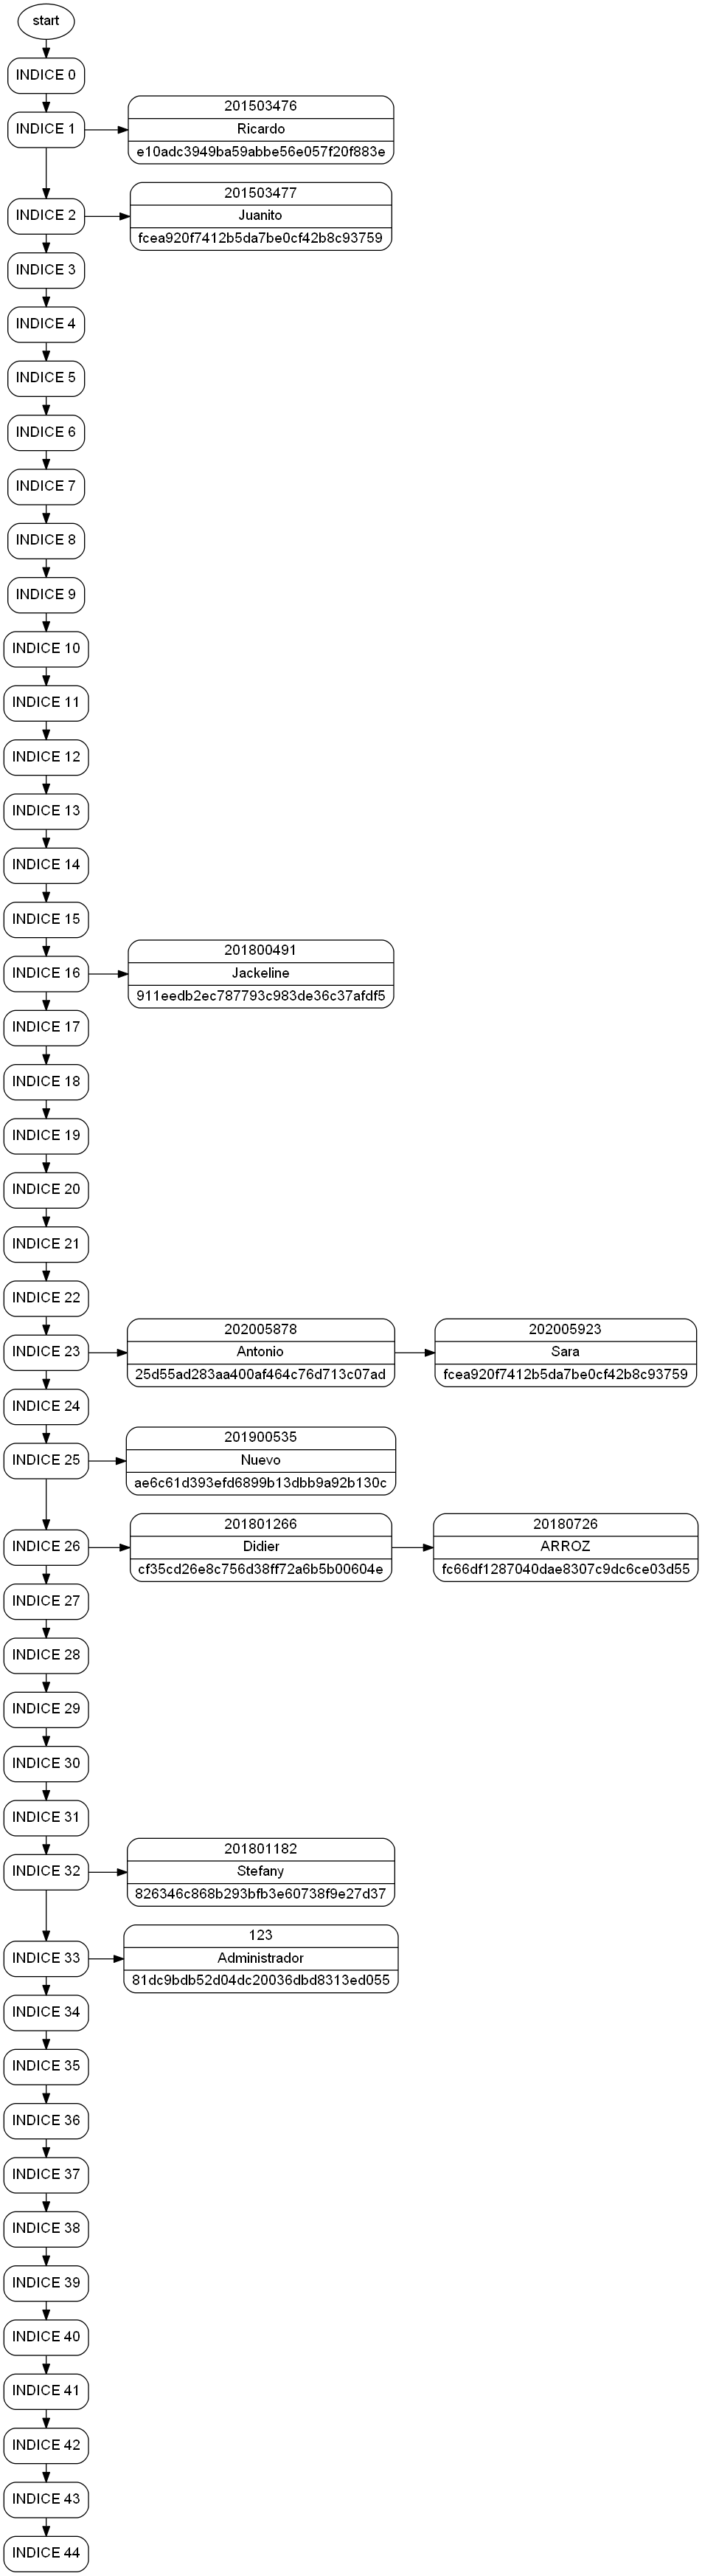 start
INDICE 0
INDICE 1
201503476
Ricardo
e10adc3949ba59abbe56e057f20f883e
INDICE 2
201503477
Juanito
fcea920f7412b5da7be0cf42b8c93759
INDICE 3
INDICE 4
INDICE 5
INDICE 6
INDICE 7
INDICE 8
INDICE 9
INDICE 10
INDICE 11
INDICE 12
INDICE 13
INDICE 14
INDICE 15
INDICE 16
201800491
Jackeline
911eedb2ec787793c983de36c37afdf5
INDICE 17
INDICE 18
INDICE 19
INDICE 20
INDICE 21
INDICE 22
INDICE 23
202005878
Antonio
25d55ad283aa400af464c76d713c07ad
202005923
Sara
fcea920f7412b5da7be0cf42b8c93759
INDICE 24
INDICE 25
201900535
Nuevo
ae6c61d393efd6899b13dbb9a92b130c
INDICE 26
201801266
Didier
cf35cd26e8c756d38ff72a6b5b00604e
20180726
ARROZ
fc66df1287040dae8307c9dc6ce03d55
INDICE 27
INDICE 28
INDICE 29
INDICE 30
INDICE 31
INDICE 32
201801182
Stefany
826346c868b293bfb3e60738f9e27d37
INDICE 33
123
Administrador
81dc9bdb52d04dc20036dbd8313ed055
INDICE 34
INDICE 35
INDICE 36
INDICE 37
INDICE 38
INDICE 39
INDICE 40
INDICE 41
INDICE 42
INDICE 43
INDICE 44